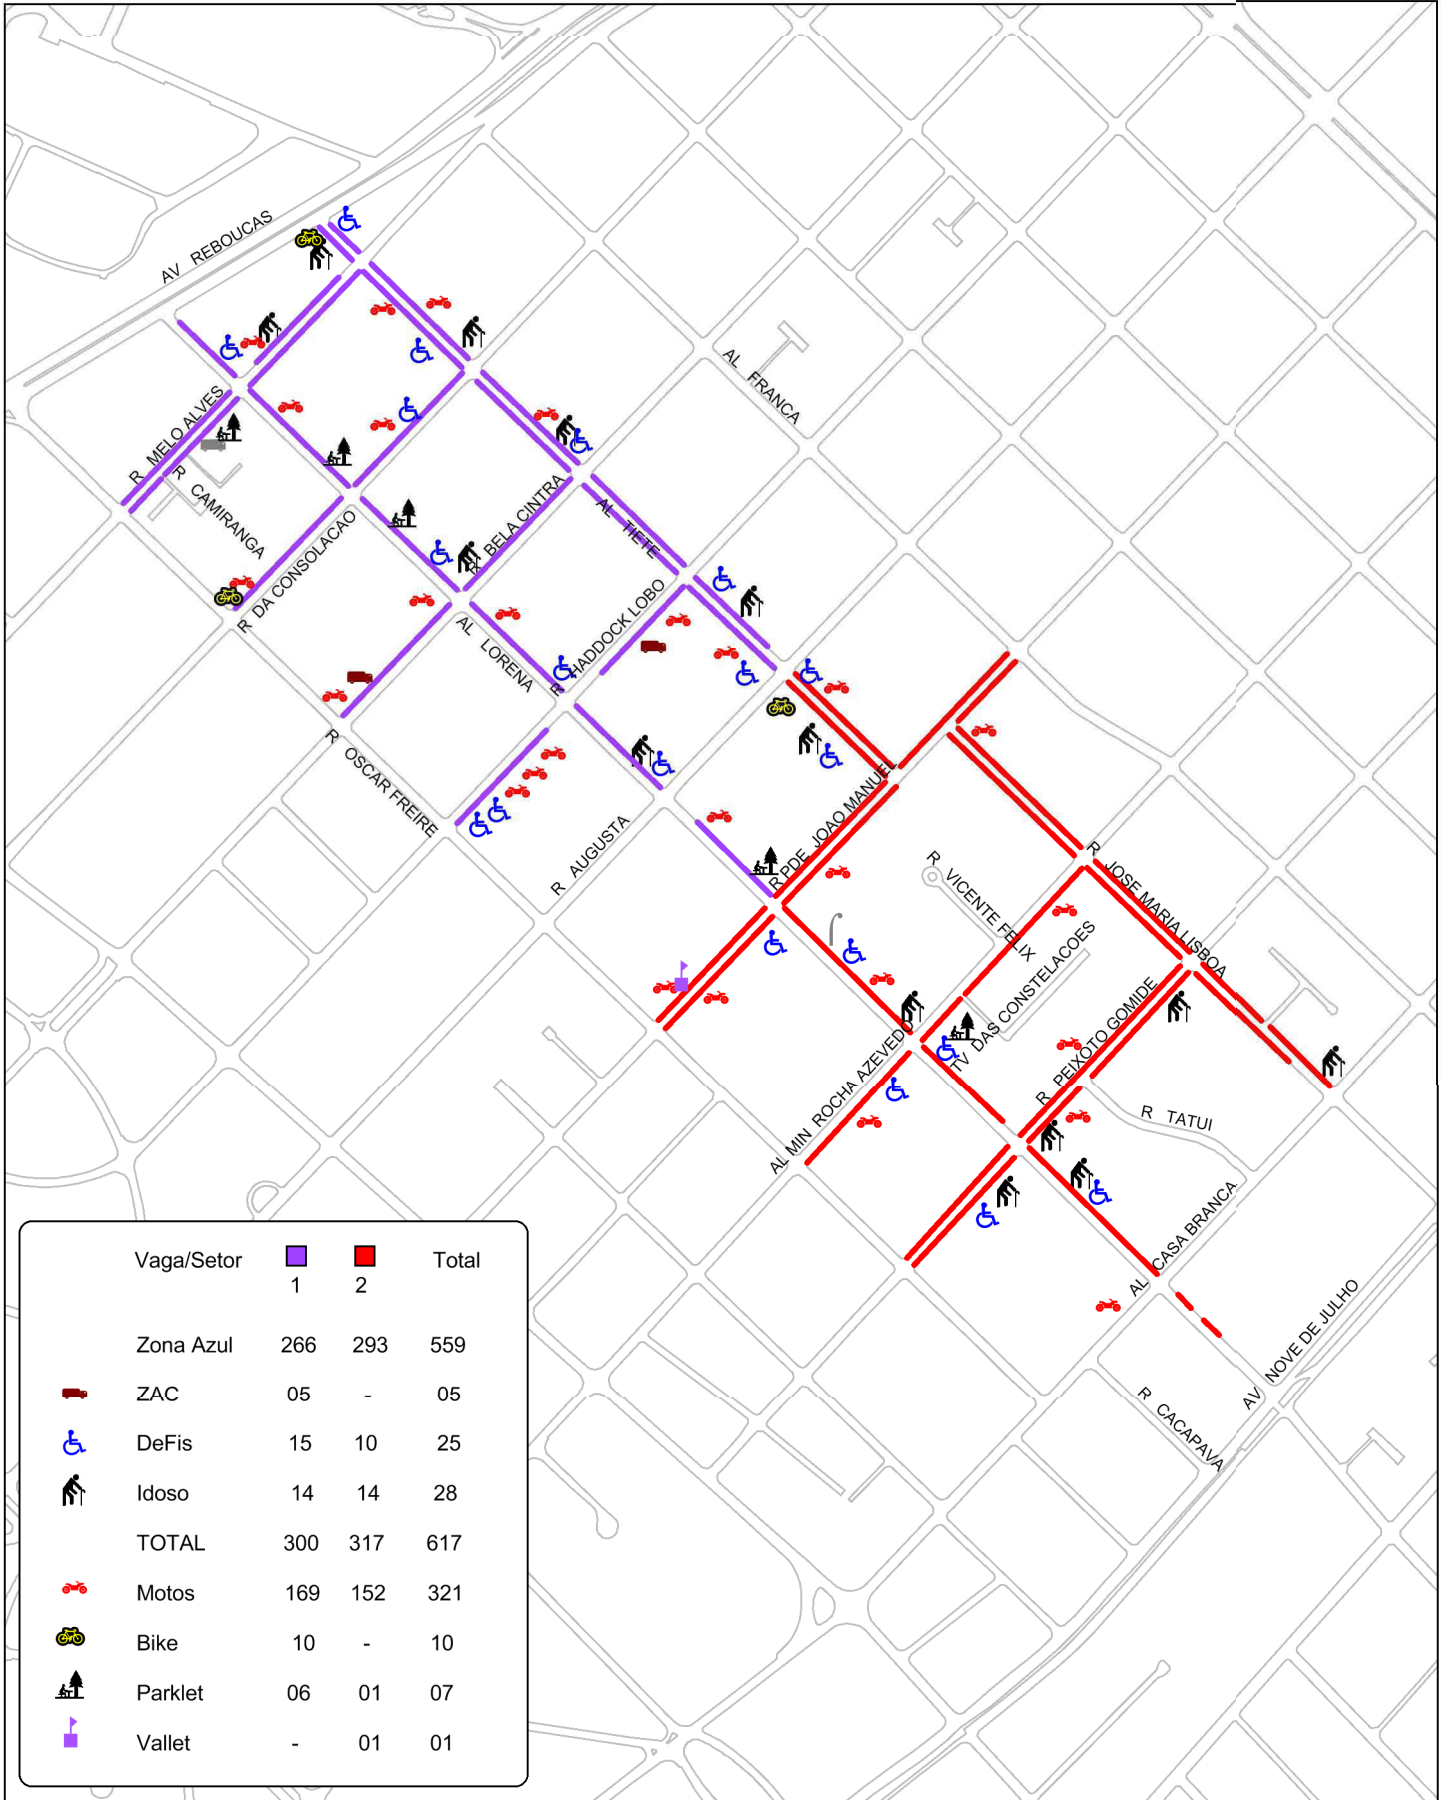 AV REBOUCAS
AL FRANCA
R MELO ALVES
R CAMIRANGA
R DA CONSOLACAO
R BELA CINTRA
AL TIETE
R HADDOCK LOBO
AL LORENA
R OSCAR FREIRE
R AUGUSTA
R PDE JOAO MANUEL
R VICENTE FELIX
R JOSE MARIA LISBOA
TV DAS CONSTELACOES
R PEIXOTO GOMIDE
AL MIN ROCHA AZEVEDO
R TATUI
AL CASA BRANCA
AV NOVE DE JULHO
R CACAPAVA
Vaga/Setor 1 2 Total
Zona Azul 266 293 559
ZAC 05 - 05
DeFis 15 10 25
Idoso 14 14 28
TOTAL 300 317 617
Motos 169 152 321
Bike 10 - 10
Parklet 06 01 07
Vallet - 01 01